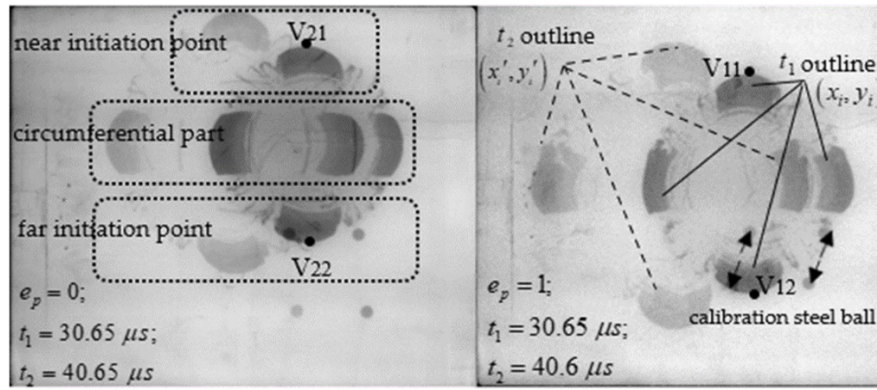 near initiation point
V21
circumferential part
far initiation point
V22
e_p = 0;
t_1 = 30.65 μs;
t_2 = 40.65 μs
t_2 outline
(x_i', y_i')
V11
t_1 outline
(x_i, y_i)
V12
calibration steel ball
e_p = 1;
t_1 = 30.65 μs;
t_2 = 40.6 μs